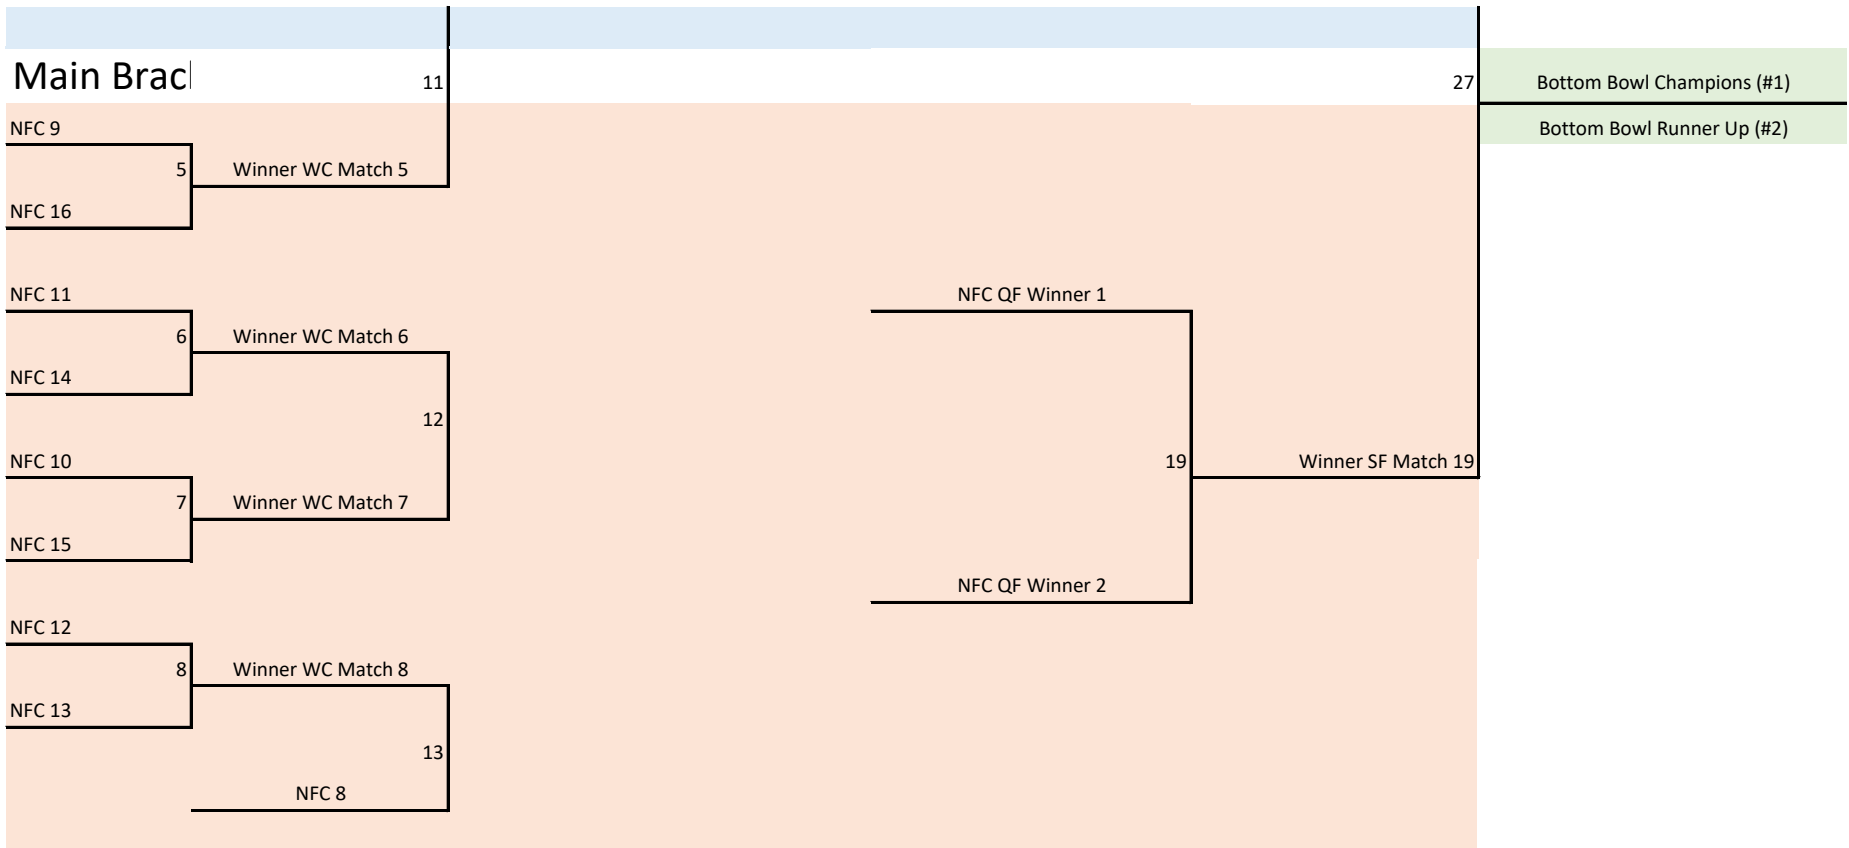 Main Brac
11
27
Bottom Bowl Champions (#1)
NFC 9
Bottom Bowl Runner Up (#2)
5
Winner WC Match 5
NFC 16
NFC 11
NFC QF Winner 1
6
Winner WC Match 6
NFC 14
12
NFC 10
19
Winner SF Match 19
7
Winner WC Match 7
NFC 15
NFC QF Winner 2
NFC 12
8
Winner WC Match 8
NFC 13
13
NFC 8